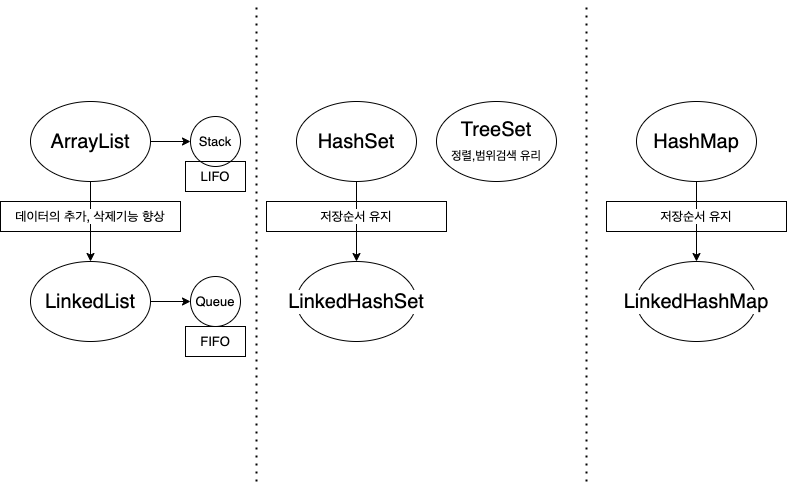 ArrayList
Stack
LIFO
데이터의 추가, 삭제기능 향상
LinkedList
Queue
FIFO
HashSet
TreeSet
정렬,범위검색 유리
저장순서 유지
LinkedHashSet
HashMap
저장순서 유지
LinkedHashMap